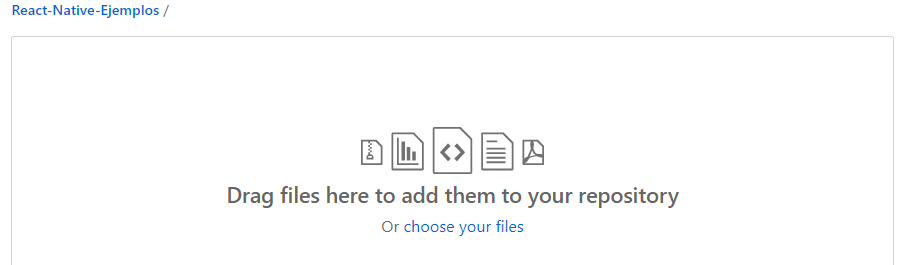 React-Native-Ejemplos /
Drag files here to add them to your repository
Or choose your files